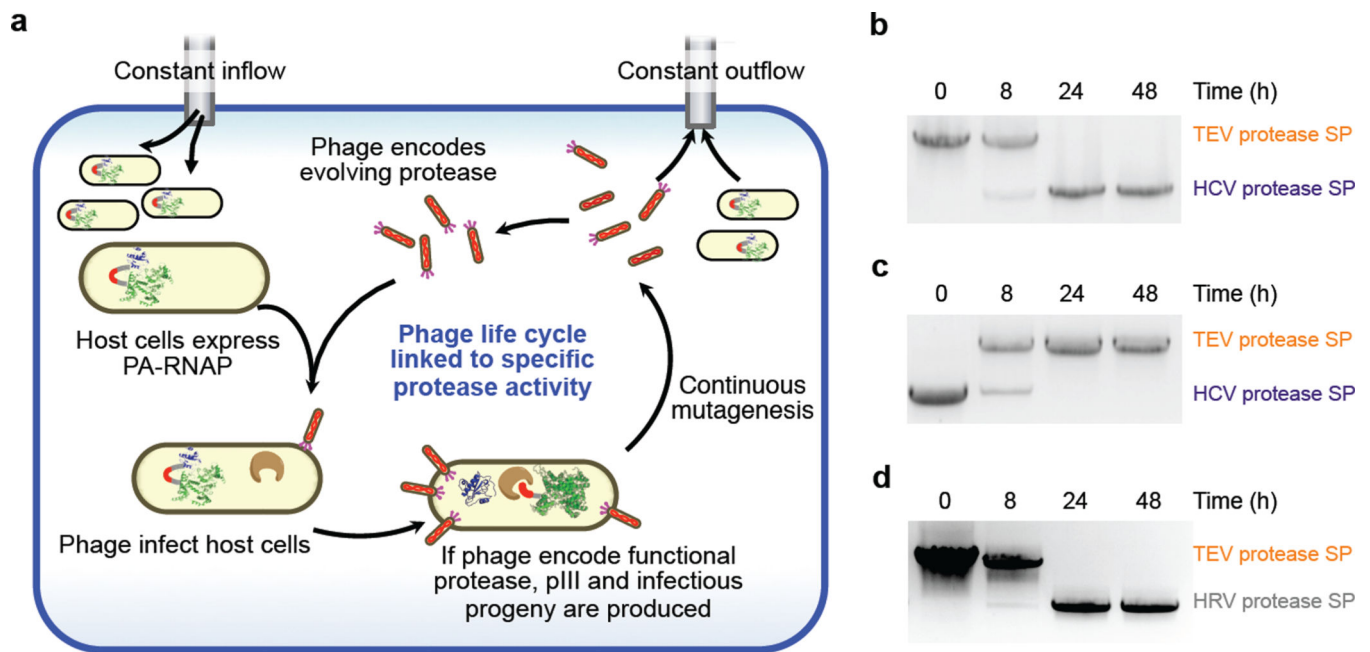 a
Constant inflow
Constant outflow
Phage encodes
evolving protease
Host cells express
PA-RNAP
Phage life cycle
linked to specific
protease activity
Continuous
mutagenesis
Phage infect host cells
If phage encode functional
protease, pIII and infectious
progeny are produced
b
0 8 24 48 Time (h)
TEV protease SP
HCV protease SP
c
0 8 24 48 Time (h)
TEV protease SP
HCV protease SP
d
0 8 24 48 Time (h)
TEV protease SP
HRV protease SP